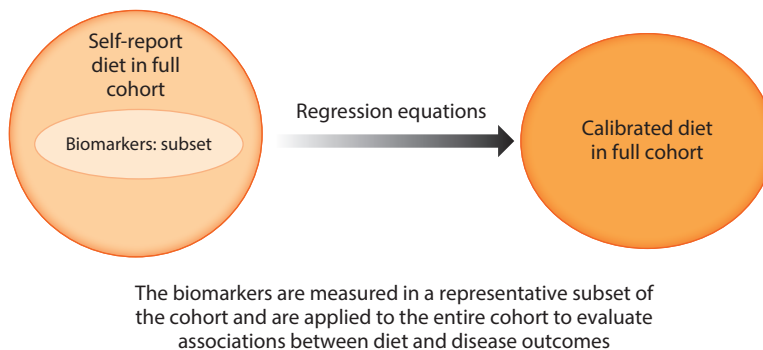 Self-report
diet in full
cohort
Biomarkers: subset
Regression equations
Calibrated diet
in full cohort
The biomarkers are measured in a representative subset of
the cohort and are applied to the entire cohort to evaluate
associations between diet and disease outcomes